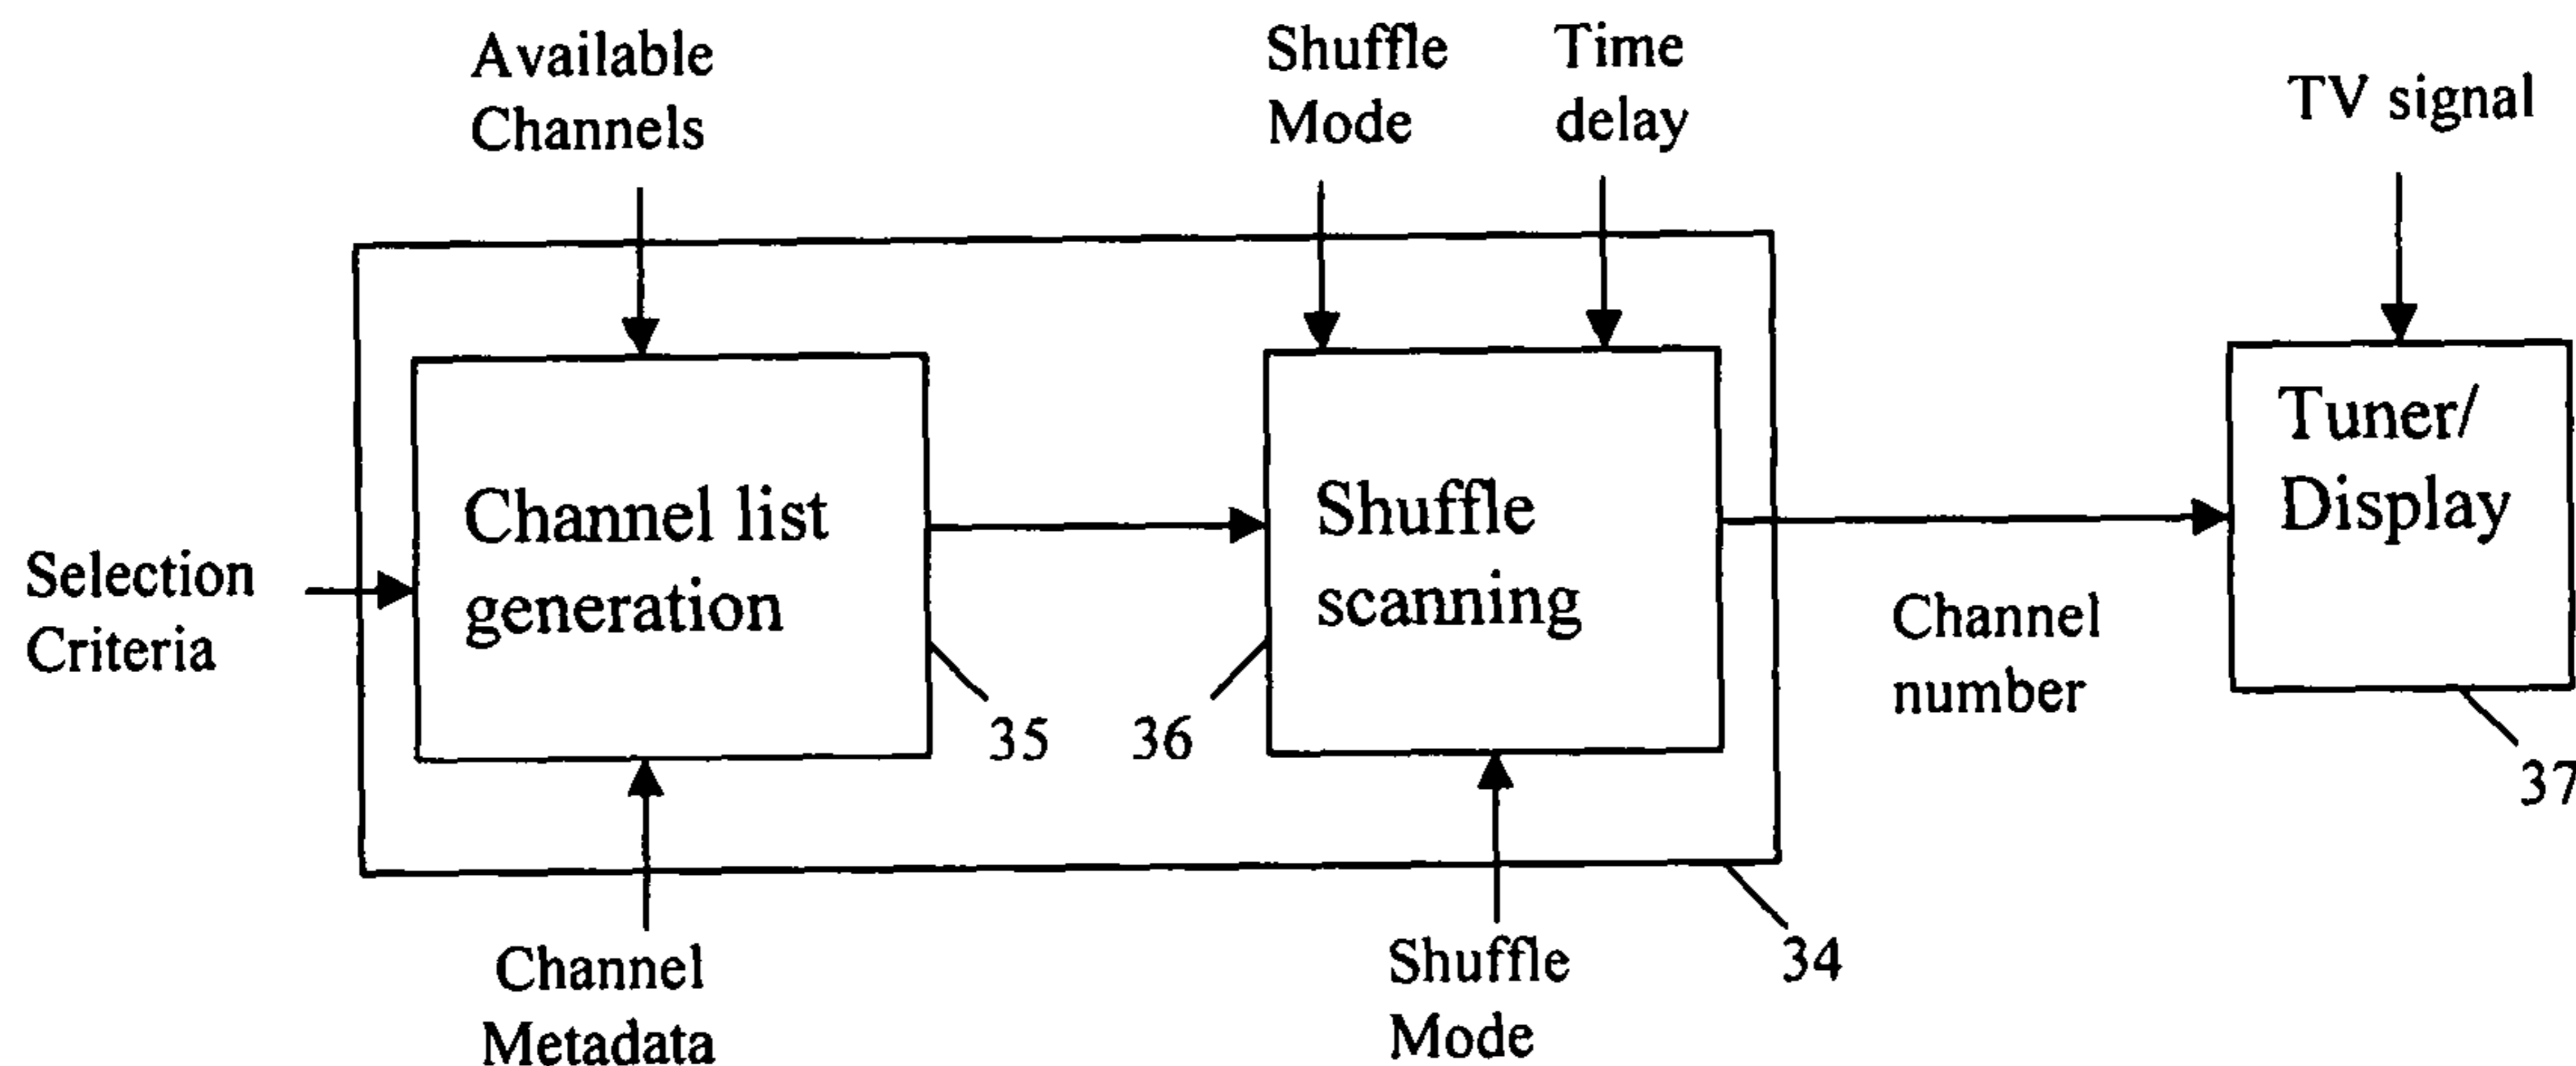 Available
Channels
Shuffle
Mode
Time
delay
TV signal
Selection
Criteria
Channel list
generation
Shuffle
scanning
Channel
number
Tuner/
Display
35
36
37
34
Channel
Metadata
Shuffle
Mode